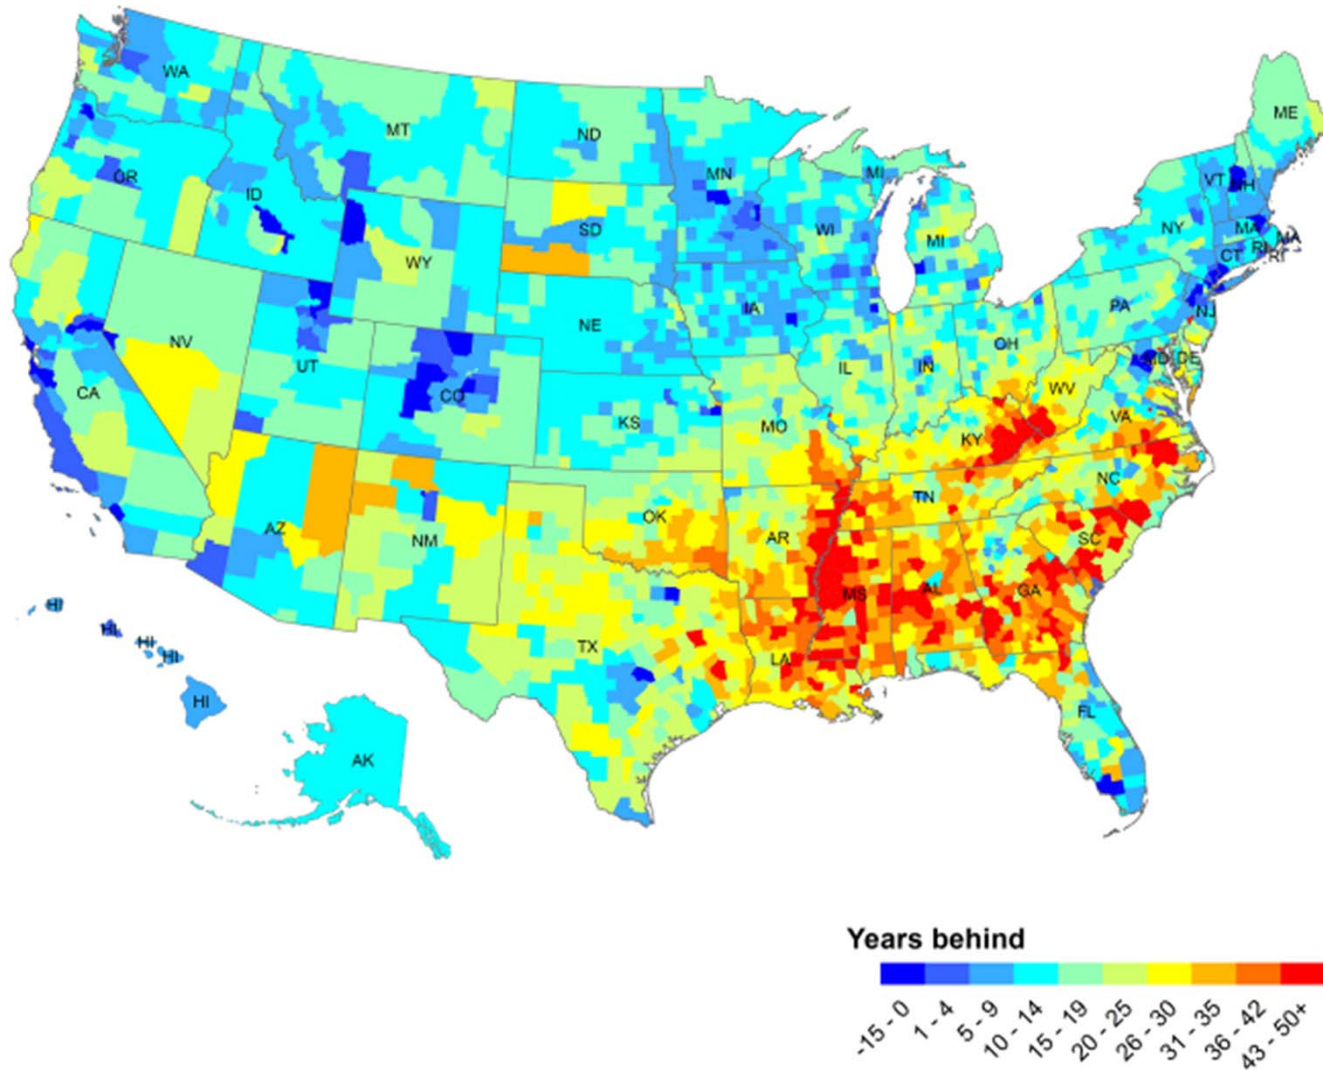 WA
ME
MT
ND
OR
MN
MI
VT
NH
ID
SD
WI
NY
MA
MA
MI
WY
CT
RI
RI
IA
PA
NJ
NE
NV
OH
UT
IL
IN
MD
DE
CA
CO
WV
KS
MO
VA
KY
NC
TN
OK
AZ
NM
AR
SC
MS
AL
GA
HI
HI
HI
HI
TX
LA
HI
FL
AK
Years behind
-15 - 0
1 - 4
5 - 9
10 - 14
15 - 19
20 - 25
26 - 30
31 - 35
36 - 42
43 - 50+